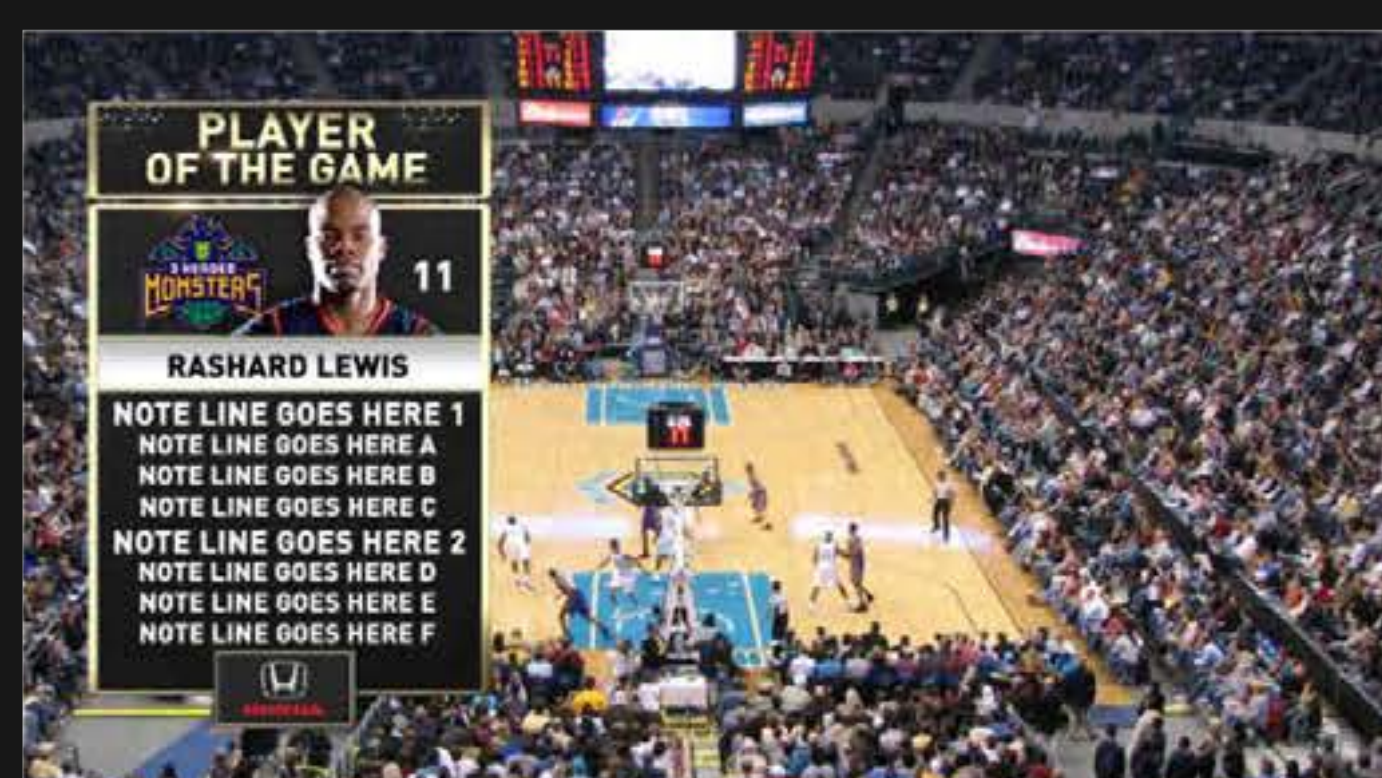 PLAYER
OF THE GAME
3 HEADED
MONSTERS
11
RASHARD LEWIS
NOTE LINE GOES HERE 1
NOTE LINE GOES HERE A
NOTE LINE GOES HERE B
NOTE LINE GOES HERE C
NOTE LINE GOES HERE 2
NOTE LINE GOES HERE D
NOTE LINE GOES HERE E
NOTE LINE GOES HERE F
HONDA